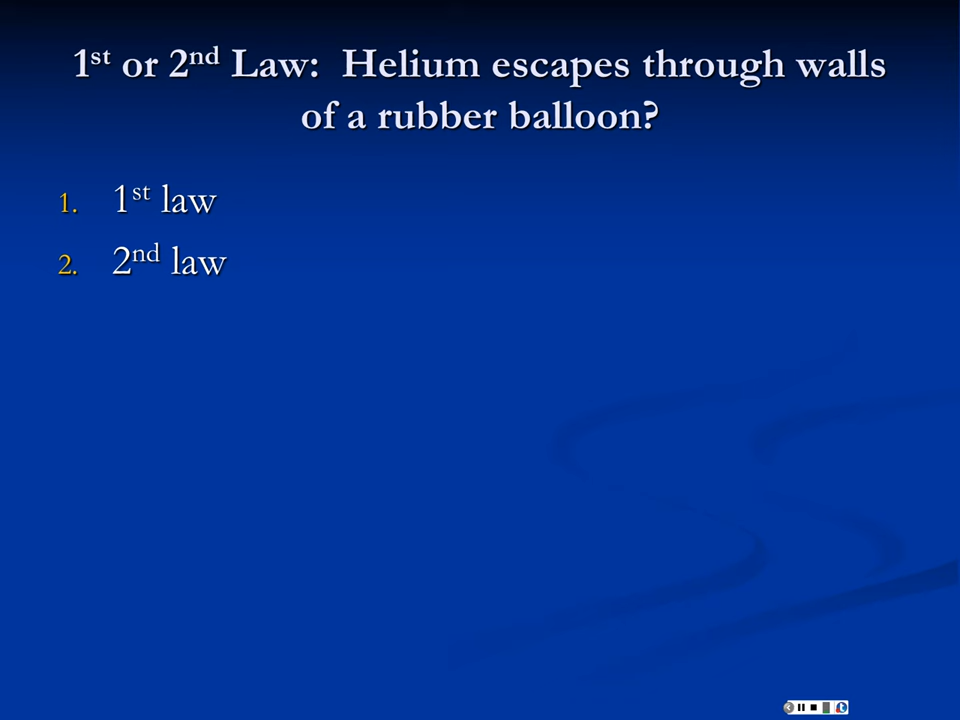 1st or 2nd Law: Helium escapes through walls
of a rubber balloon?
1. 1st law
2. 2nd law